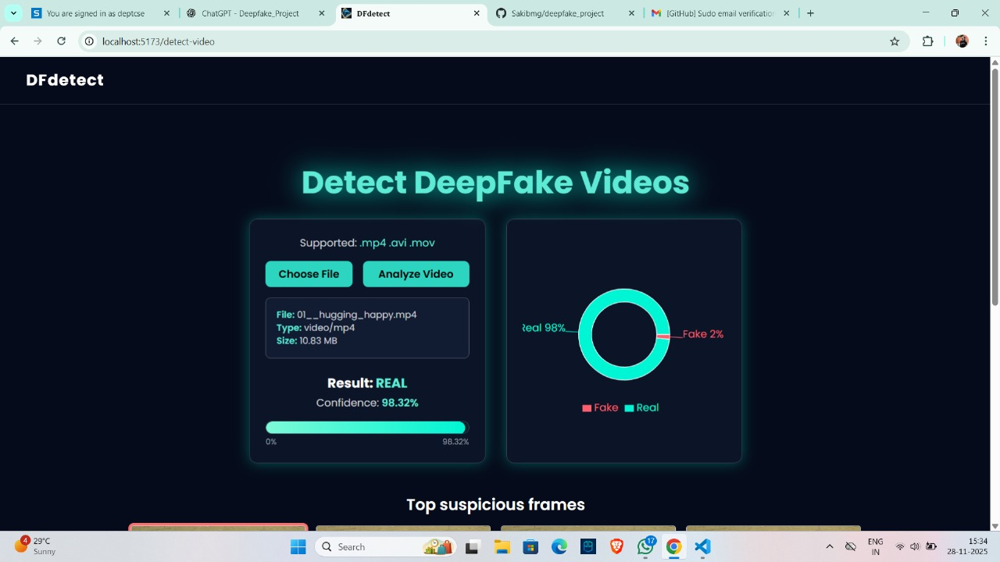 You are signed in as deptcse
ChatGPT - Deepfake_Project
DFdetect
Sakibmg/deepfake_project
[GitHub] Sudo email verification
localhost:5173/detect-video
DFdetect
Detect DeepFake Videos
Supported: .mp4 .avi .mov
Choose File
Analyze Video
File: 01__hugging_happy.mp4
Type: video/mp4
Size: 10.83 MB
Result: REAL
Confidence: 98.32%
0%
98.32%
Real 98%
Fake 2%
Fake Real
Top suspicious frames
4
29°C
Sunny
Search
17
ENG
IN
15:34
28-11-2025